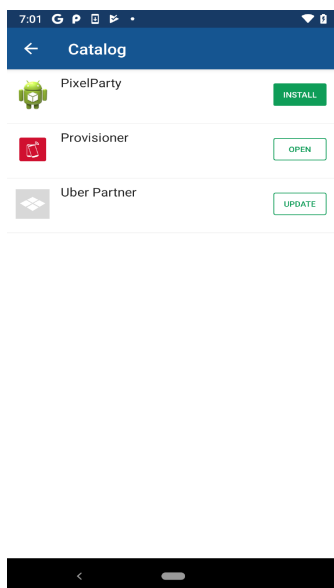 7:01
Catalog
PixelParty
INSTALL
Provisioner
OPEN
Uber Partner
UPDATE